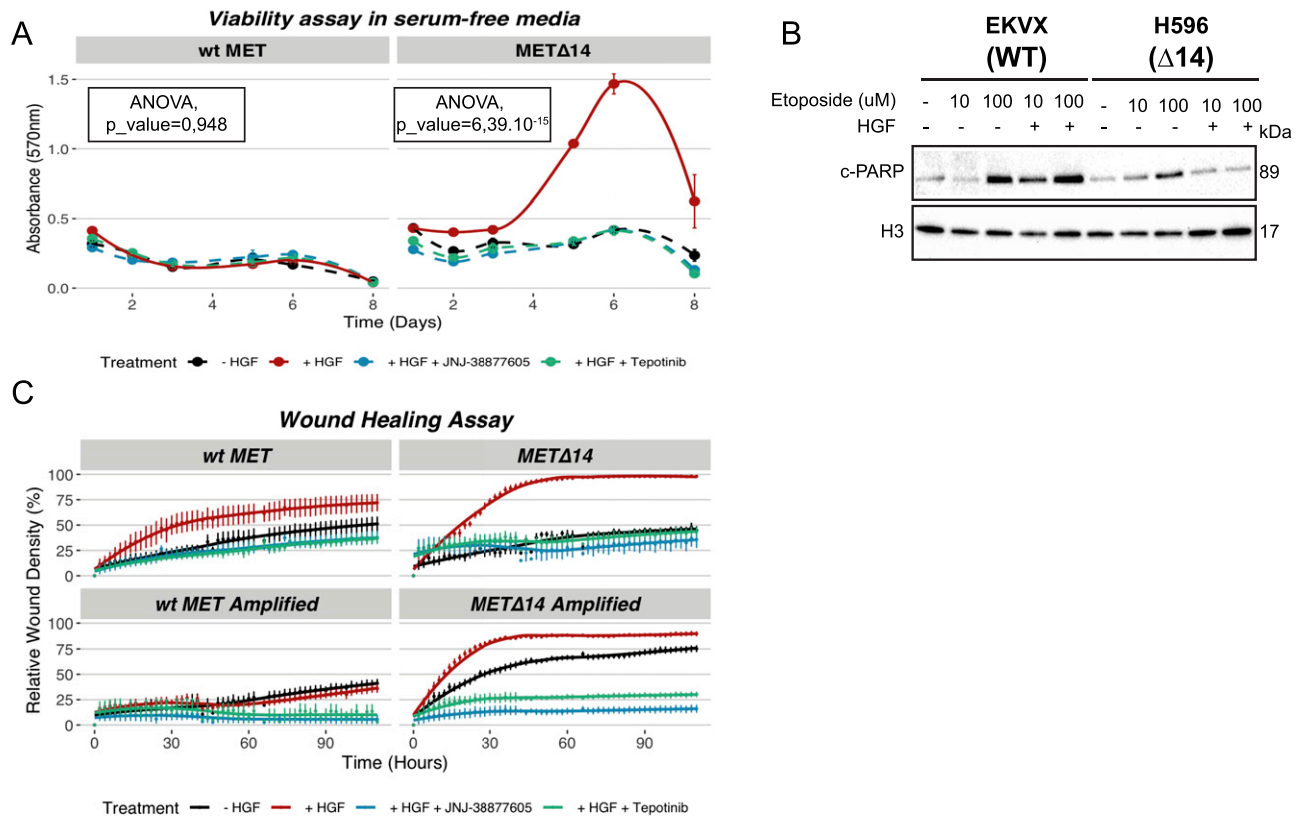 A
Viability assay in serum-free media
wt MET
METΔ14
Absorbance (570nm)
1.5
1.0
0.5
0.0
ANOVA,
p_value=0,948
ANOVA,
p_value=6,39.10-15
2 4 6 8 2 4 6 8
Time (Days)
Treatment - HGF + HGF + HGF + JNJ-38877605 + HGF + Tepotinib
B
EKVX
(WT)
H596
(Δ14)
Etoposide (uM) - 10 100 10 100 - 10 100 10 100
HGF - - - + + - - - + + kDa
c-PARP 89
H3 17
C
Wound Healing Assay
wt MET
METΔ14
Relative Wound Density (%)
100
75
50
25
0
wt MET Amplified
METΔ14 Amplified
100
75
50
25
0
0 30 60 90 0 30 60 90
Time (Hours)
Treatment - HGF + HGF + HGF + JNJ-38877605 + HGF + Tepotinib